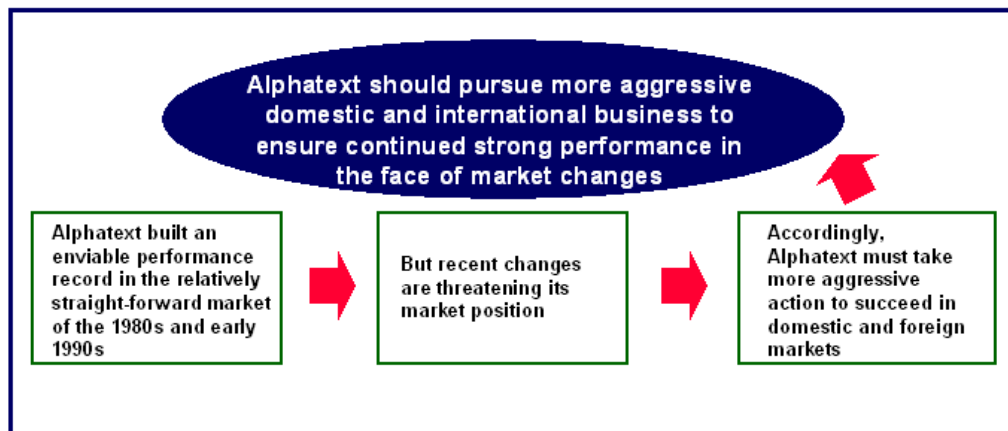 Alphatext should pursue more aggressive
domestic and international business to
ensure continued strong performance in
the face of market changes
Alphatext built an
enviable performance
record in the relatively
straight-forward market
of the 1980s and early
1990s
But recent changes
are threatening its
market position
Accordingly,
Alphatext must take
more aggressive
action to succeed in
domestic and foreign
markets